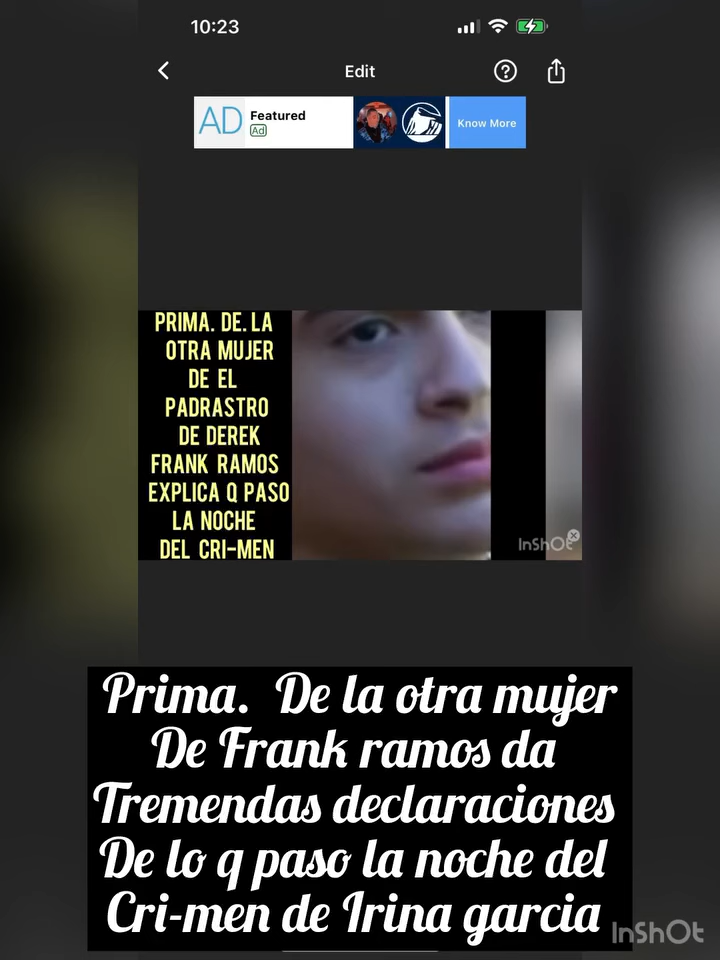 10:23
Edit
AD
Featured
Ad
Know More
PRIMA. DE. LA
OTRA MUJER
DE EL
PADRASTRO
DE DEREK
FRANK RAMOS
EXPLICA Q PASO
LA NOCHE
DEL CRI-MEN
InShOt
Prima. De la otra mujer
De Frank ramos da
Tremendas declaraciones
De lo q paso la noche del
Cri-men de Irina garcia
InShOt